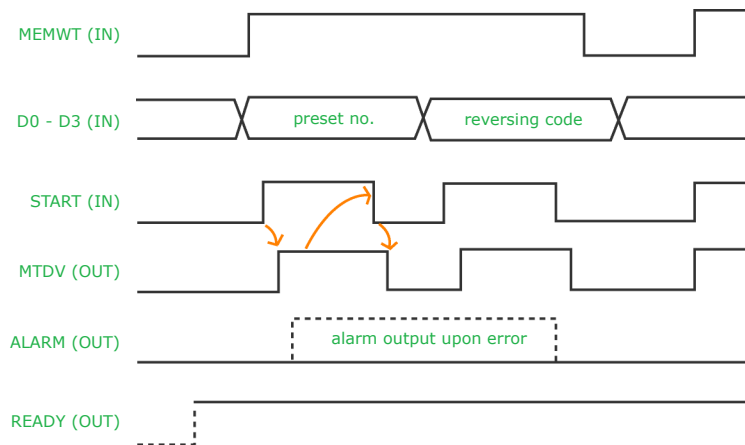 MEMWT (IN)
D0 - D3 (IN)
preset no.
reversing code
START (IN)
MTDV (OUT)
ALARM (OUT)
alarm output upon error
READY (OUT)